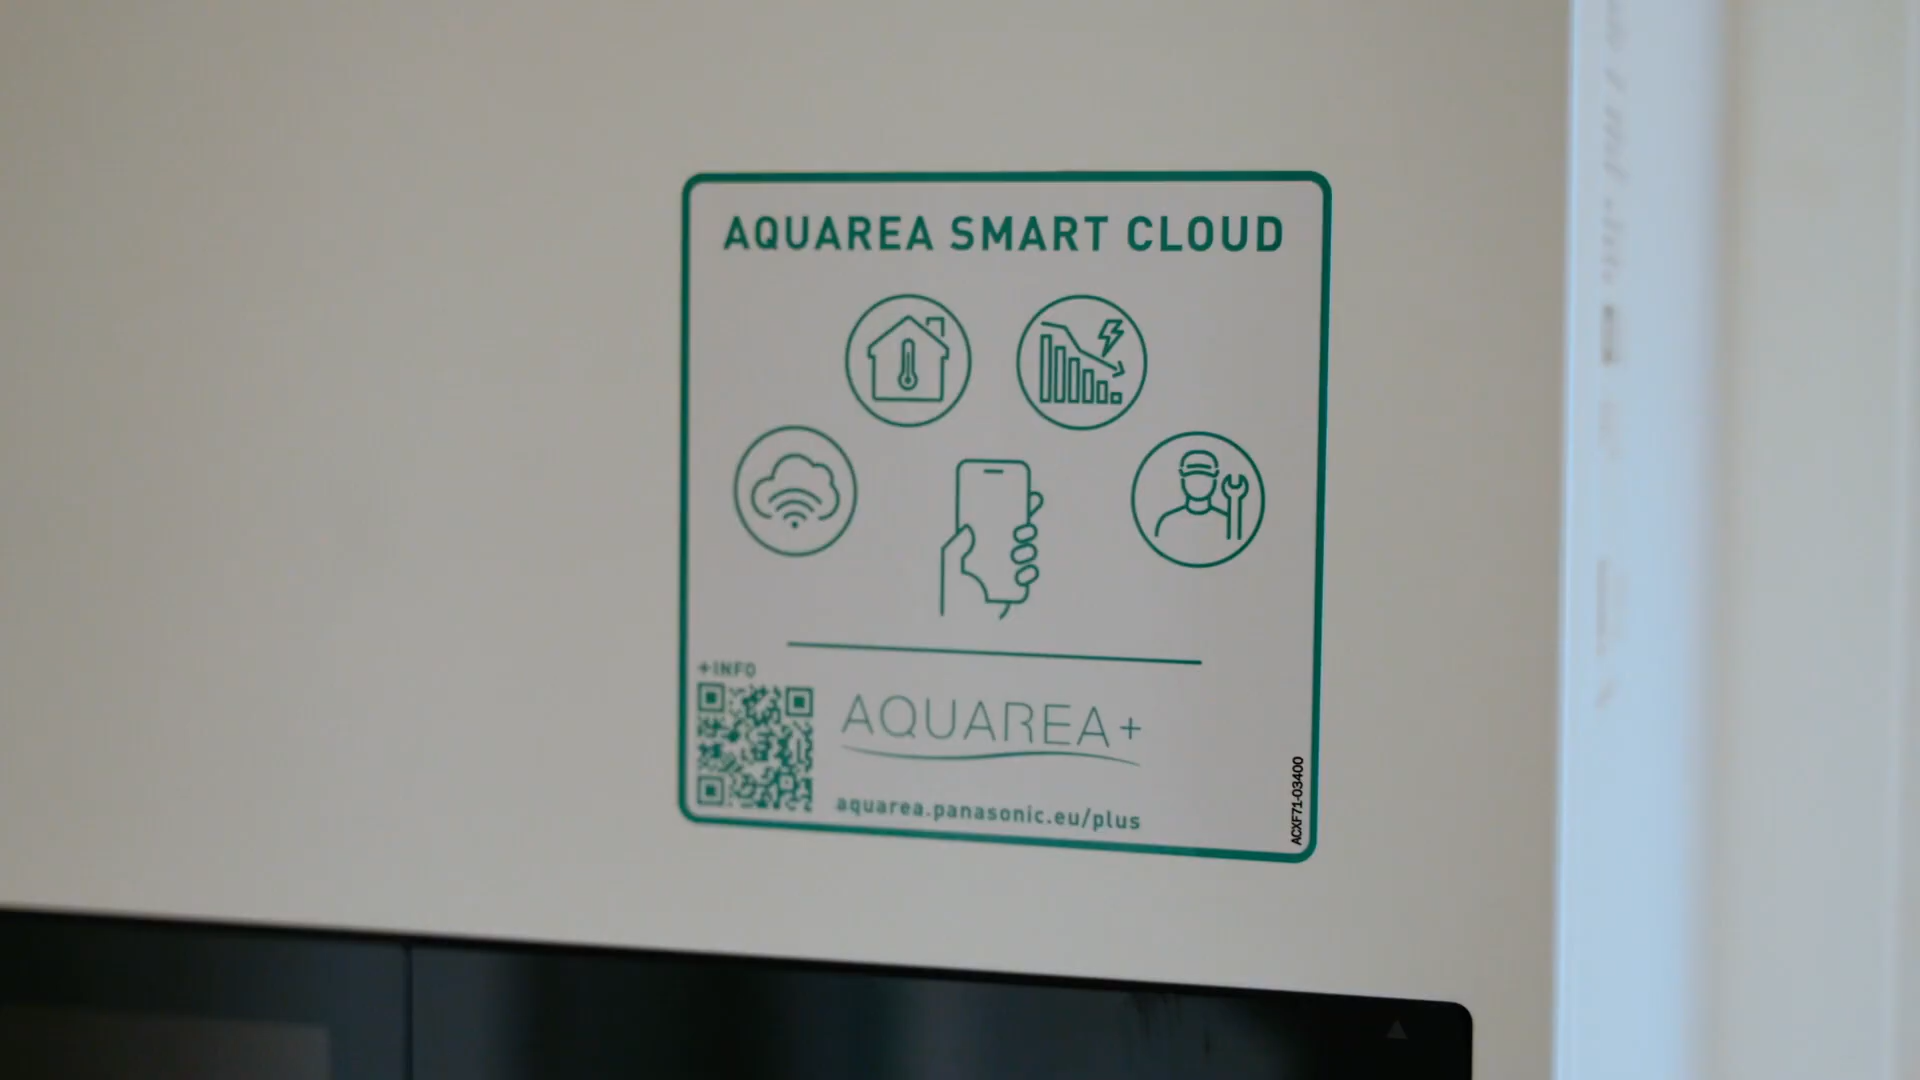 AQUAREA SMART CLOUD
+INFO
AQUAREA+
aquarea.panasonic.eu/plus
ACXF71-03400